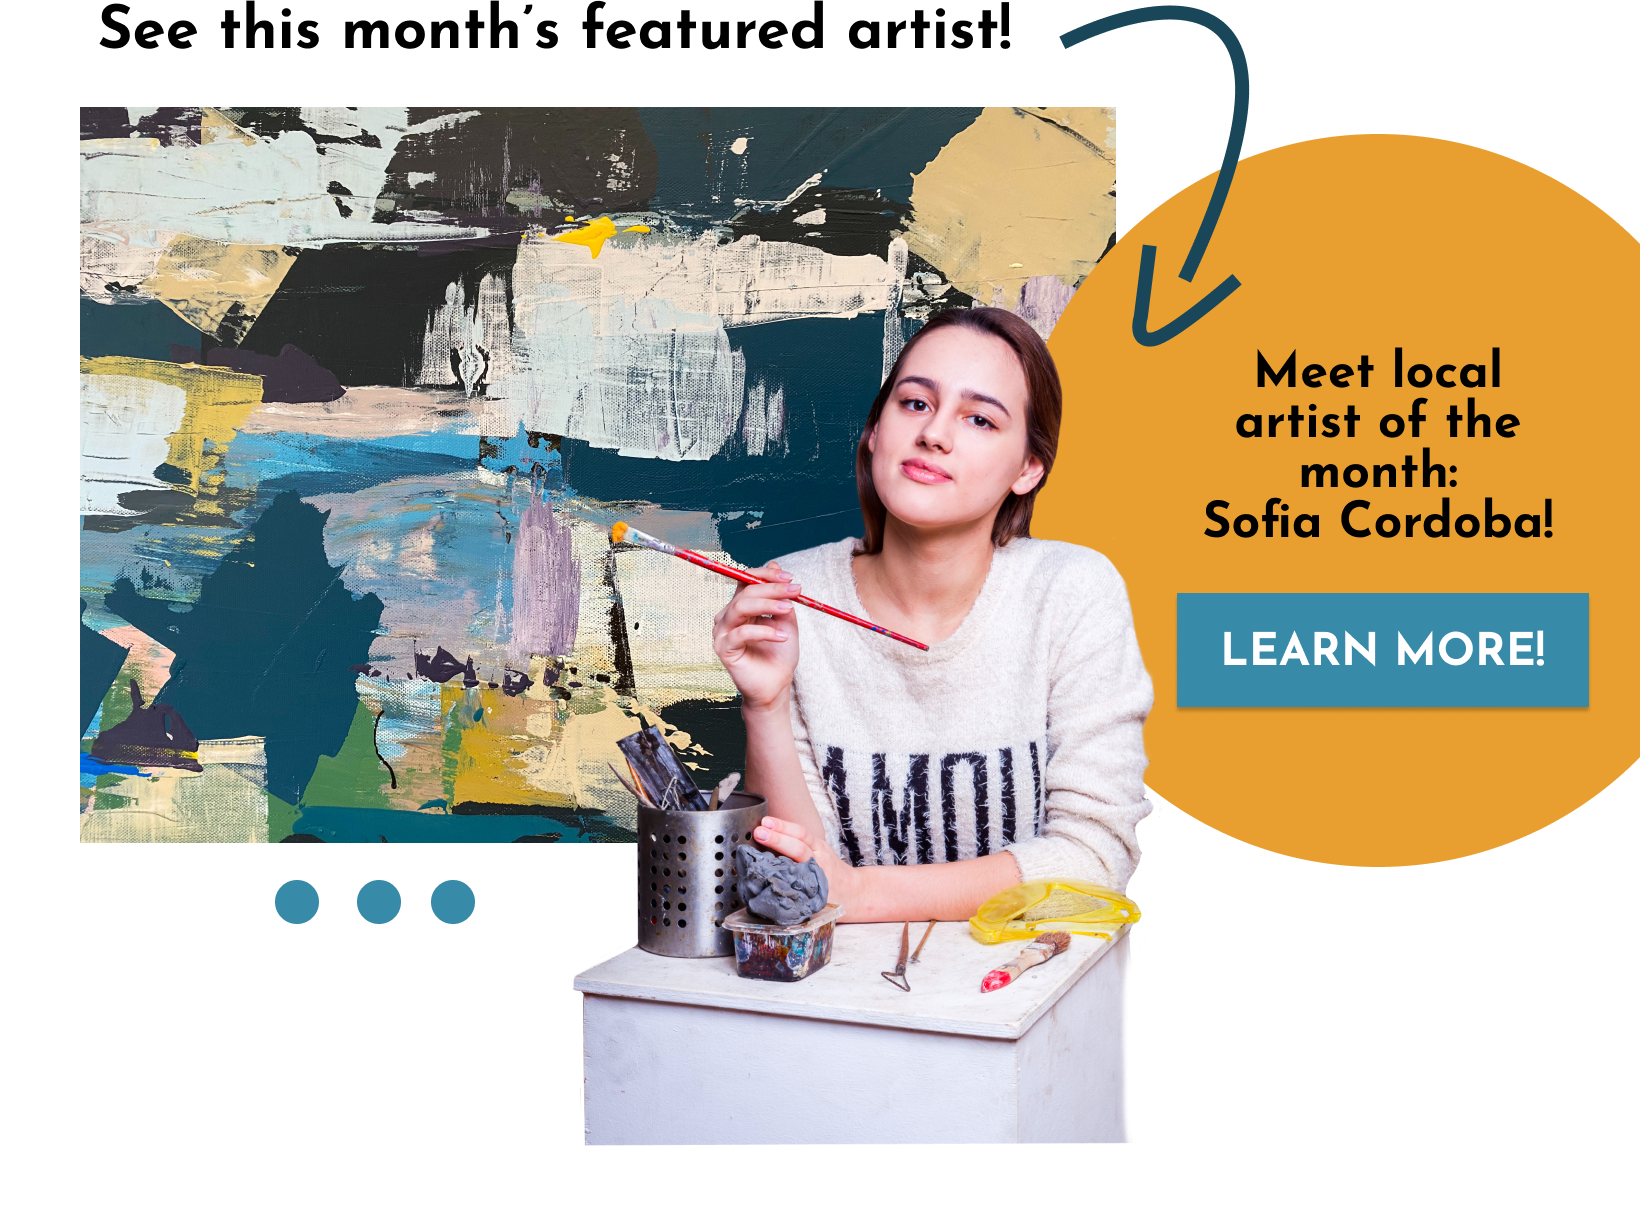 See this month’s featured artist!
Meet local
artist of the
month:
Sofia Cordoba!
LEARN MORE!
AMOU